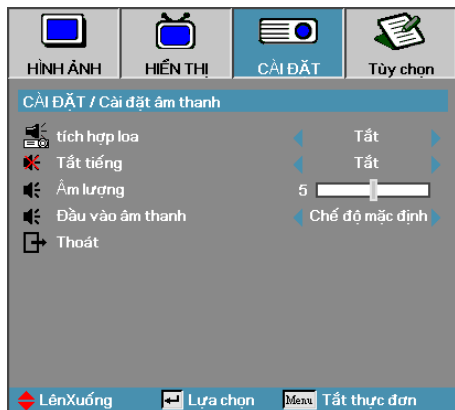 HÌNH ẢNH HIỂN THỊ CÀI ĐẶT Tùy chọn
CÀI ĐẶT / Cài đặt âm thanh
tích hợp loa Tắt
Tắt tiếng Tắt
Âm lượng 5
Đầu vào âm thanh Chế độ mặc định
Thoát
LênXuống Lựa chọn Menu Tắt thực đơn